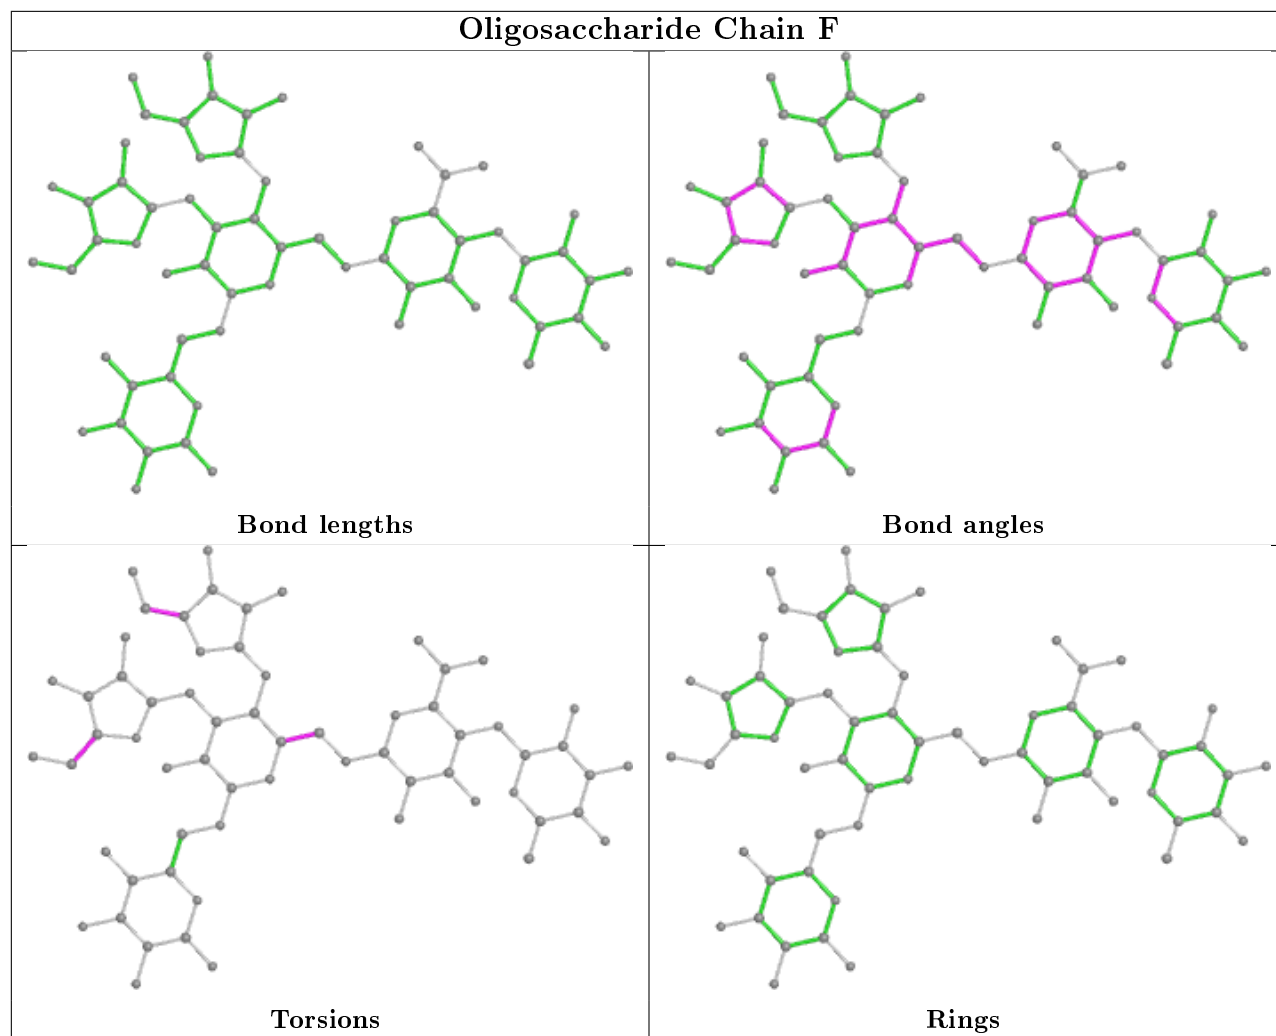 Oligosaccharide Chain F
Bond lengths
Bond angles
Torsions
Rings